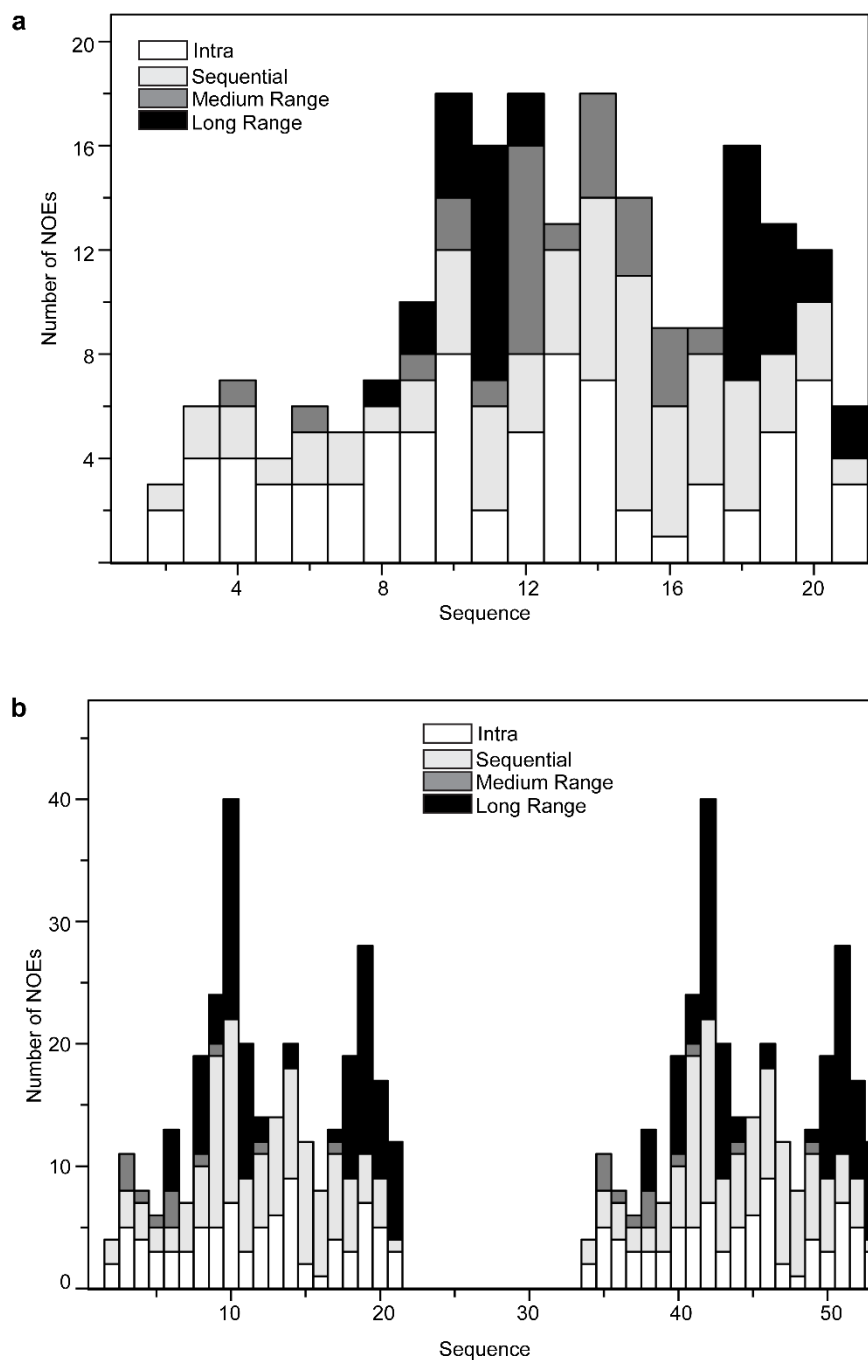 a
Intra
Sequential
Medium Range
Long Range
Number of NOEs
20
16
12
8
4
4 8 12 16 20
Sequence
b
Intra
Sequential
Medium Range
Long Range
Number of NOEs
40
30
20
10
0
10 20 30 40 50
Sequence